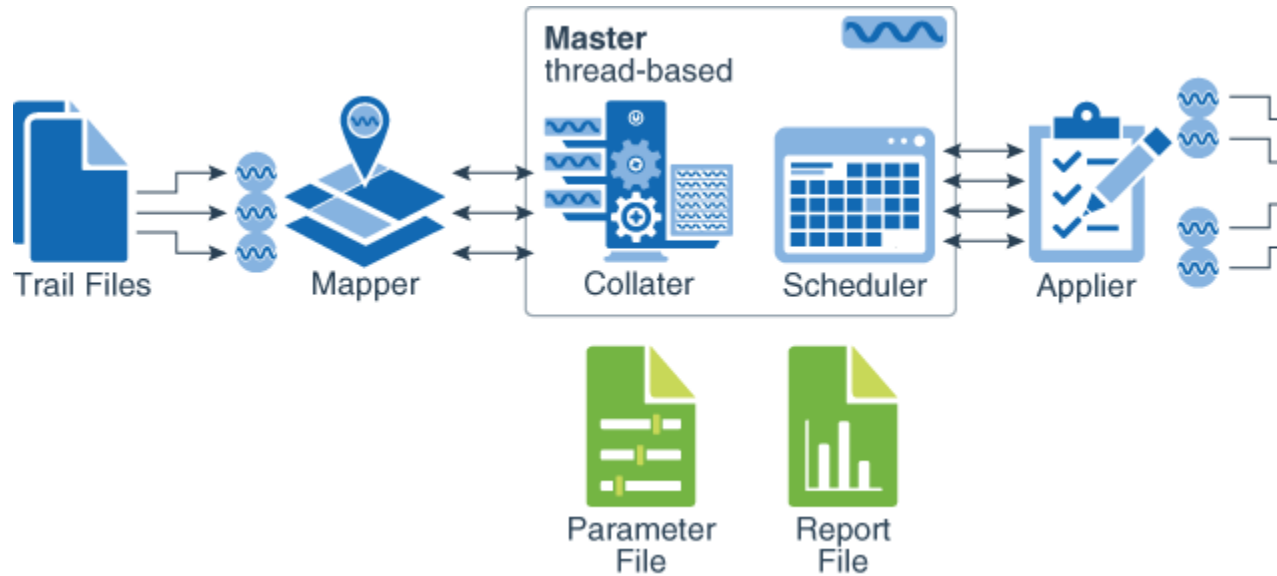 Master
thread-based
Trail Files
Mapper
Collater
Scheduler
Applier
Parameter
File
Report
File